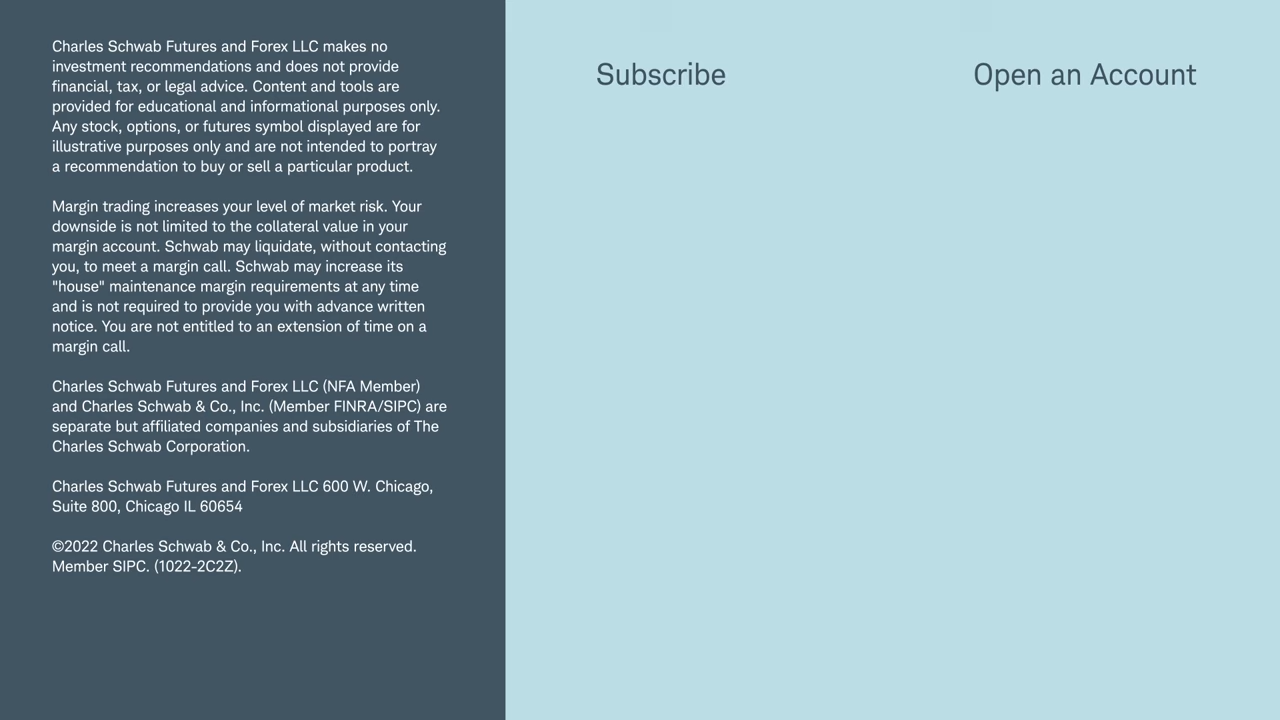 Charles Schwab Futures and Forex LLC makes no
investment recommendations and does not provide
financial, tax, or legal advice. Content and tools are
provided for educational and informational purposes only.
Any stock, options, or futures symbol displayed are for
illustrative purposes only and are not intended to portray
a recommendation to buy or sell a particular product.
Margin trading increases your level of market risk. Your
downside is not limited to the collateral value in your
margin account. Schwab may liquidate, without contacting
you, to meet a margin call. Schwab may increase its
"house" maintenance margin requirements at any time
and is not required to provide you with advance written
notice. You are not entitled to an extension of time on a
margin call.
Charles Schwab Futures and Forex LLC (NFA Member)
and Charles Schwab & Co., Inc. (Member FINRA/SIPC) are
separate but affiliated companies and subsidiaries of The
Charles Schwab Corporation.
Charles Schwab Futures and Forex LLC 600 W. Chicago,
Suite 800, Chicago IL 60654
©2022 Charles Schwab & Co., Inc. All rights reserved.
Member SIPC. (1022-2C2Z).
Subscribe
Open an Account